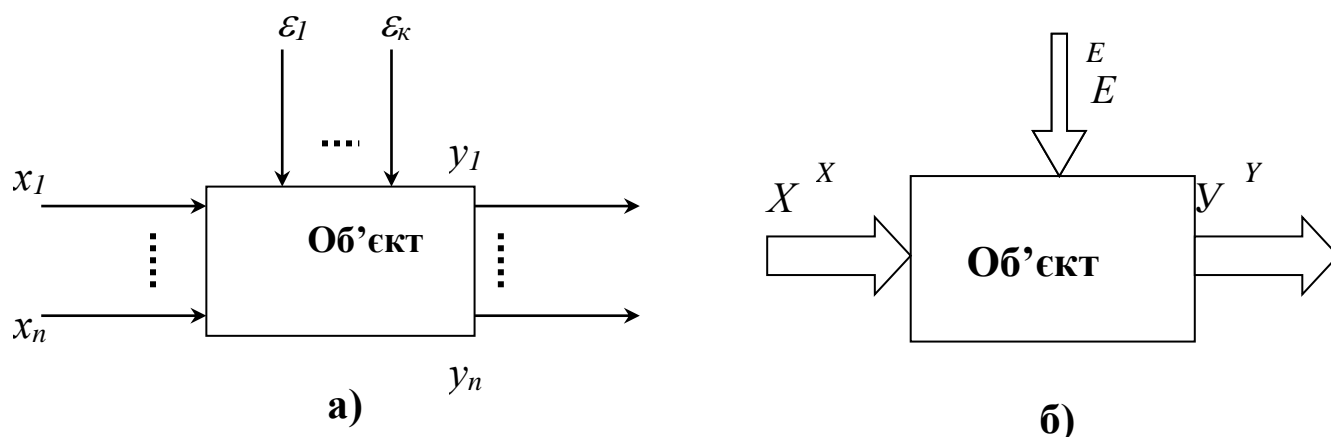 ε1 εк
x1
y1
Об’єкт
xn
yn
а)
E
E
X X
У Y
Об’єкт
б)